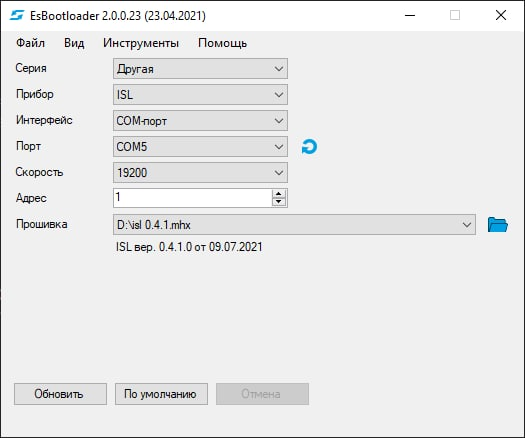 EsBootloader 2.0.0.23 (23.04.2021)
Файл Вид Инструменты Помощь
Серия Другая
Прибор ISL
Интерфейс COM-порт
Порт COM5
Скорость 19200
Адрес 1
Прошивка D:\isl 0.4.1.mhx
ISL вер. 0.4.1.0 от 09.07.2021
Обновить По умолчанию Отмена